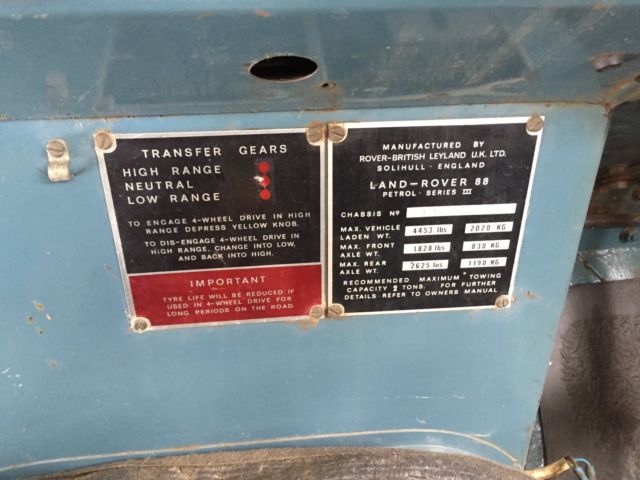 TRANSFER GEARS
HIGH RANGE
NEUTRAL
LOW RANGE
TO ENGAGE 4-WHEEL DRIVE IN HIGH
RANGE DEPRESS YELLOW KNOB.
TO DIS-ENGAGE 4-WHEEL DRIVE IN
HIGH RANGE, CHANGE INTO LOW,
AND BACK INTO HIGH.
IMPORTANT
TYRE LIFE WILL BE REDUCED IF
USED IN 4-WHEEL DRIVE FOR
LONG PERIODS ON THE ROAD
MANUFACTURED BY
ROVER-BRITISH LEYLAND U.K. LTD.
SOLIHULL - ENGLAND
LAND-ROVER 88
PETROL - SERIES III
CHASSIS Nº
MAX. VEHICLE
LADEN WT. 4453 lbs 2020 KG
MAX. FRONT
AXLE WT. 1828 lbs 830 KG
MAX. REAR
AXLE WT. 2625 lbs 1190 KG
RECOMMENDED MAXIMUM TOWING
CAPACITY 2 TONS. FOR FURTHER
DETAILS REFER TO OWNERS MANUAL